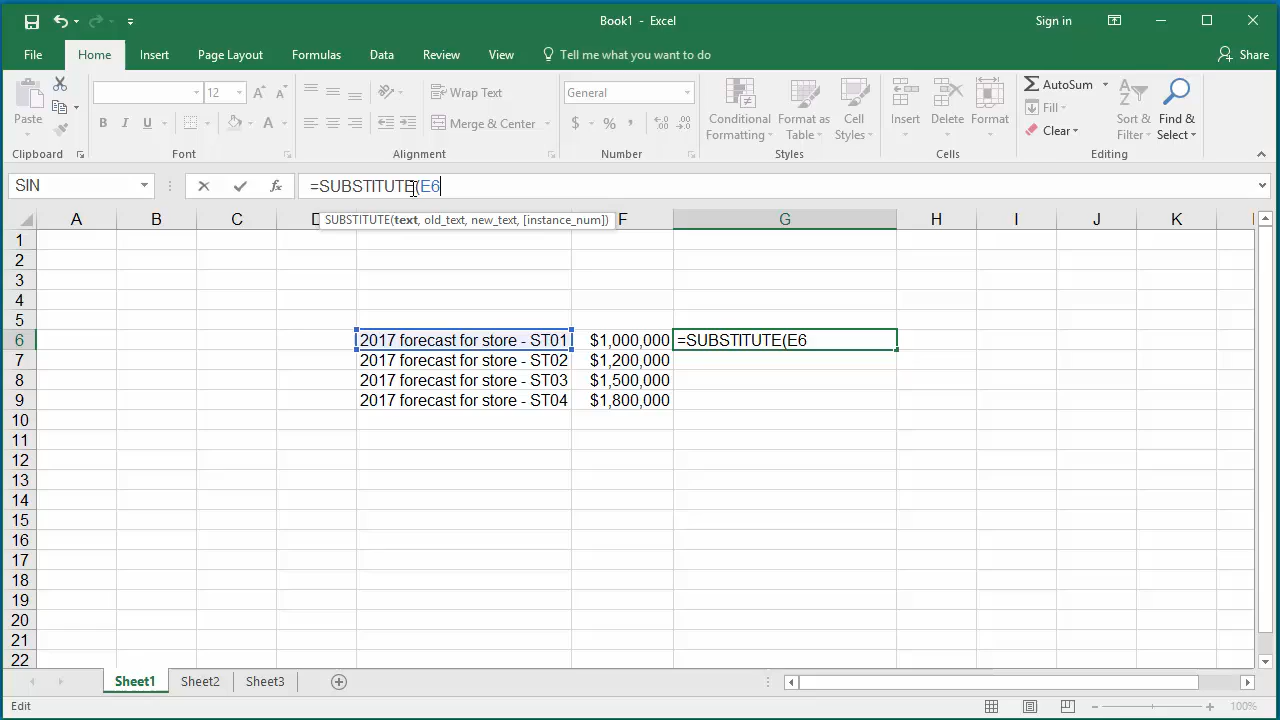 Book1 - Excel
Sign in
File Home Insert Page Layout Formulas Data Review View Tell me what you want to do Share
Paste
Clipboard
12 A A
B I U A
Font
Wrap Text
Merge & Center
Alignment
General
$ % ,
Number
Conditional Formatting
Format as Table
Cell Styles
Styles
Insert
Delete
Format
Cells
AutoSum
Fill
Clear
Sort & Filter
Find & Select
Editing
SIN fx =SUBSTITUTE(E6
SUBSTITUTE(text, old_text, new_text, [instance_num])
A B C D F G H I J K
1
2
3
4
5
6 2017 forecast for store - ST01 $1,000,000 =SUBSTITUTE(E6
7 2017 forecast for store - ST02 $1,200,000
8 2017 forecast for store - ST03 $1,500,000
9 2017 forecast for store - ST04 $1,800,000
10
11
12
13
14
15
16
17
18
19
20
21
22
Sheet1 Sheet2 Sheet3
Edit 100%